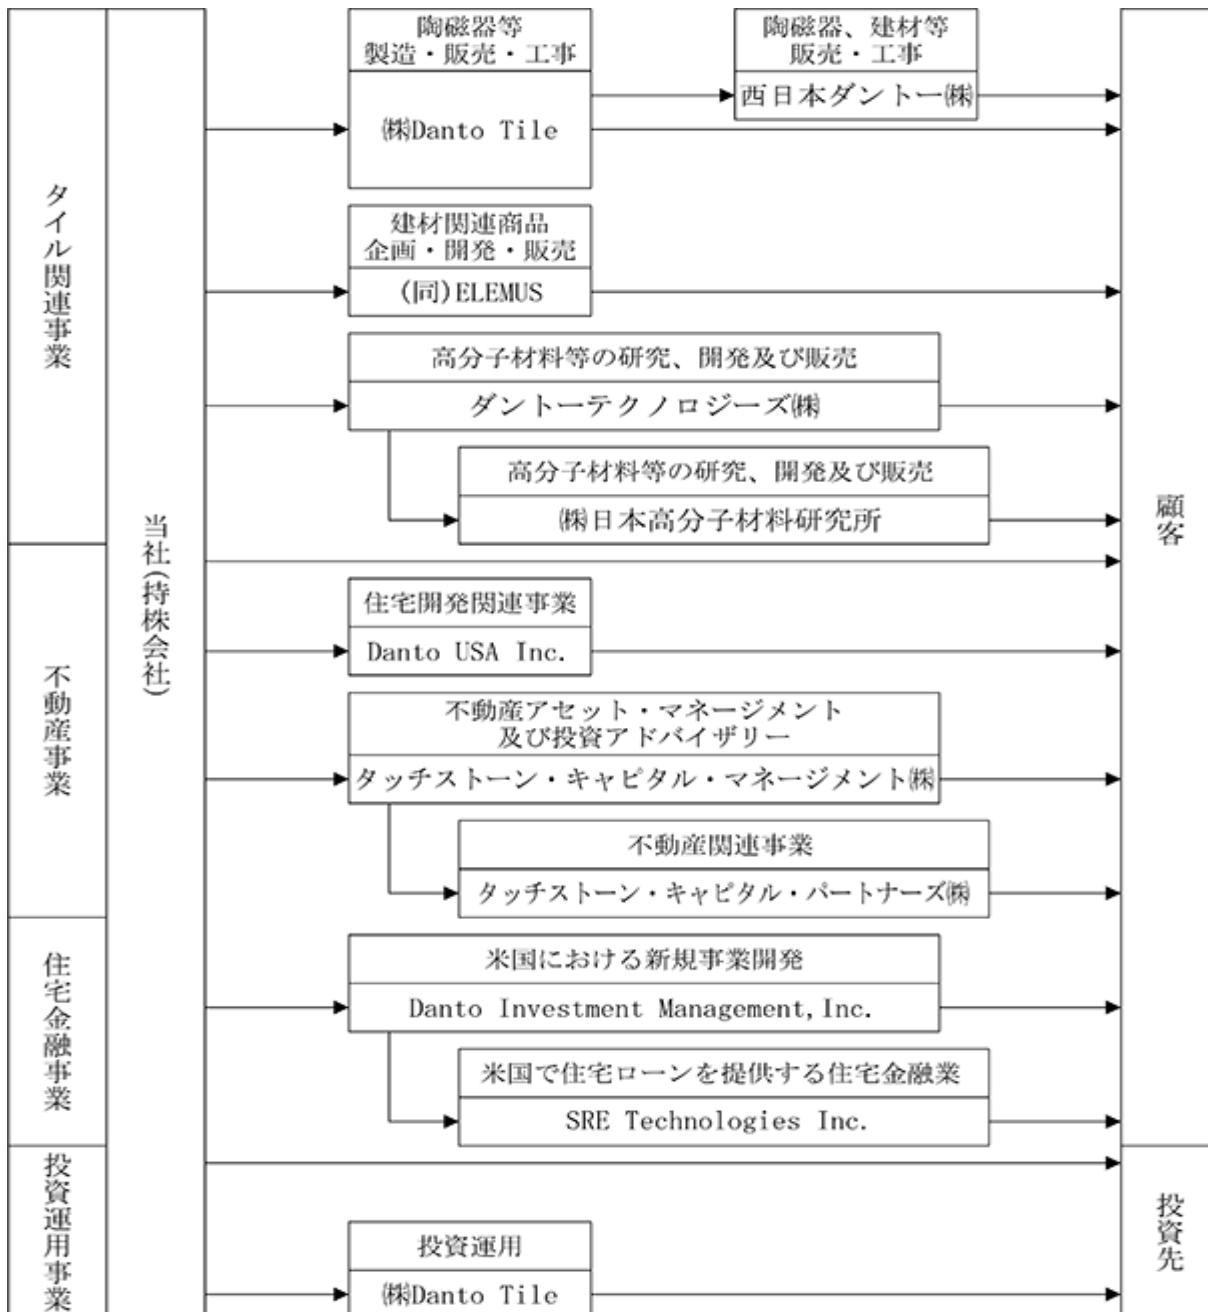 タイル関連事業
当社(持株会社)
陶磁器等
製造・販売・工事
㈱Danto Tile
陶磁器、建材等
販売・工事
西日本ダントー㈱
建材関連商品
企画・開発・販売
(同)ELEMUS
高分子材料等の研究、開発及び販売
ダントーテクノロジーズ㈱
高分子材料等の研究、開発及び販売
㈱日本高分子材料研究所
顧客
不動産事業
住宅開発関連事業
Danto USA Inc.
不動産アセット・マネージメント
及び投資アドバイザリー
タッチストーン・キャピタル・マネージメント㈱
不動産関連事業
タッチストーン・キャピタル・パートナーズ㈱
住宅金融事業
米国における新規事業開発
Danto Investment Management,Inc.
米国で住宅ローンを提供する住宅金融業
SRE Technologies Inc.
投資運用事業
投資運用
㈱Danto Tile
投資先